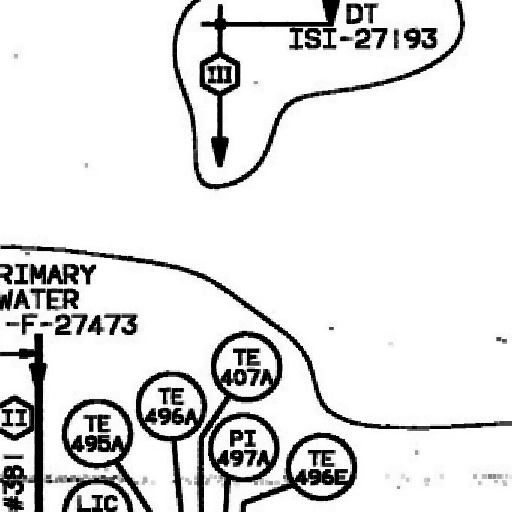 DT
ISI-27193
III
RIMARY
WATER
-F-27473
TE
407A
TE
496A
II
TE
495A
PI
497A
TE
496E
LIC
#381